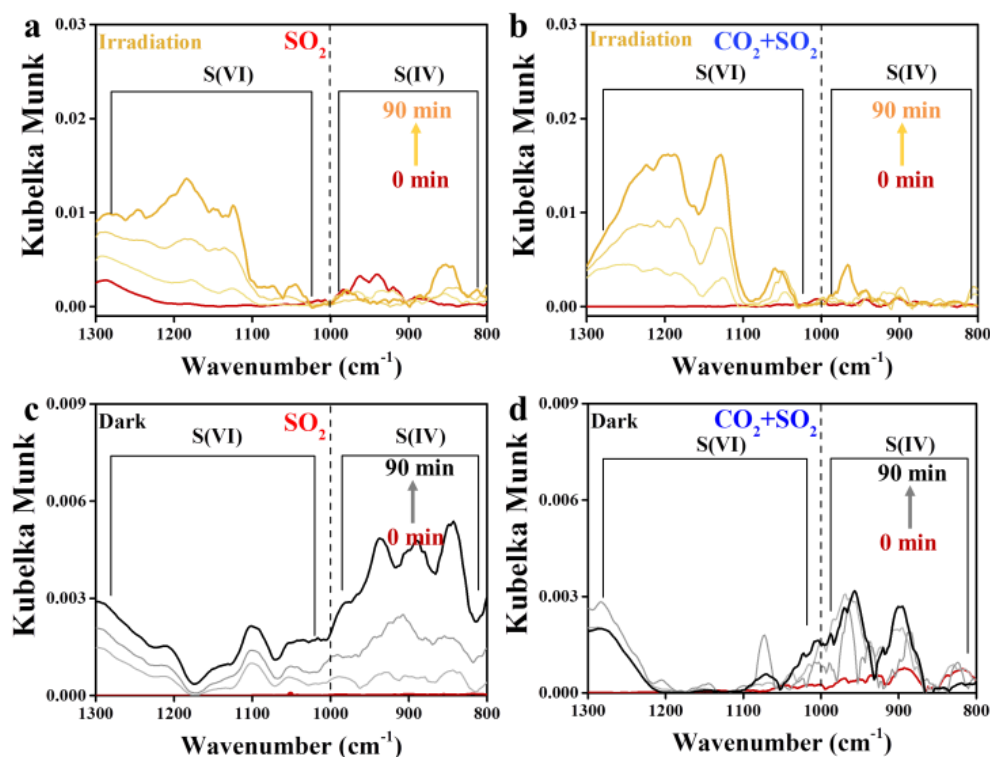 a
Irradiation
SO₂
S(VI)
S(IV)
90 min
0 min
0.03
0.02
0.01
0.00
1300 1200 1100 1000 900 800
Kubelka Munk
Wavenumber (cm⁻¹)
b
Irradiation
CO₂+SO₂
S(VI)
S(IV)
90 min
0 min
0.03
0.02
0.01
0.00
1300 1200 1100 1000 900 800
Kubelka Munk
Wavenumber (cm⁻¹)
c
Dark
SO₂
S(VI)
S(IV)
90 min
0 min
0.009
0.006
0.003
0.000
1300 1200 1100 1000 900 800
Kubelka Munk
Wavenumber (cm⁻¹)
d
Dark
CO₂+SO₂
S(VI)
S(IV)
90 min
0 min
0.009
0.006
0.003
0.000
1300 1200 1100 1000 900 800
Kubelka Munk
Wavenumber (cm⁻¹)